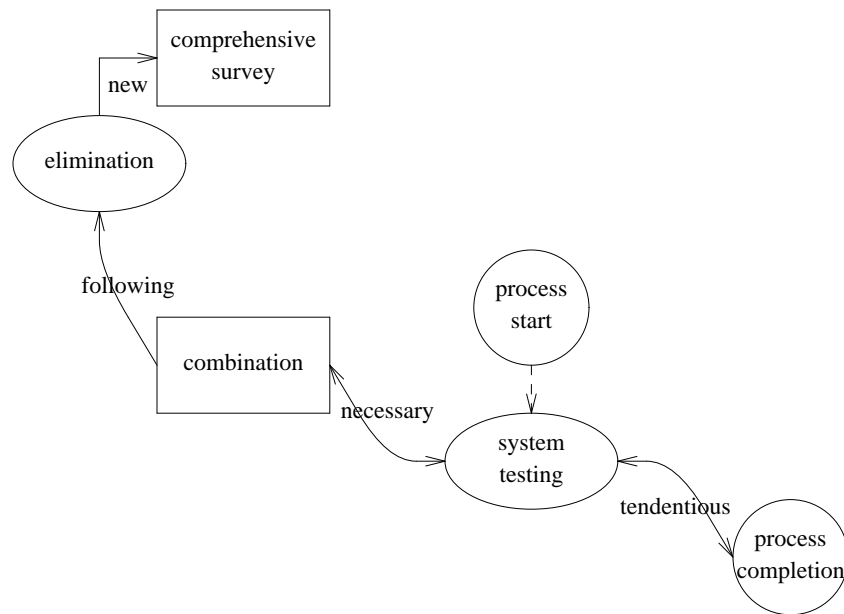 comprehensive
survey
new
elimination
following
process
start
combination
necessary
system
testing
tendentious
process
completion